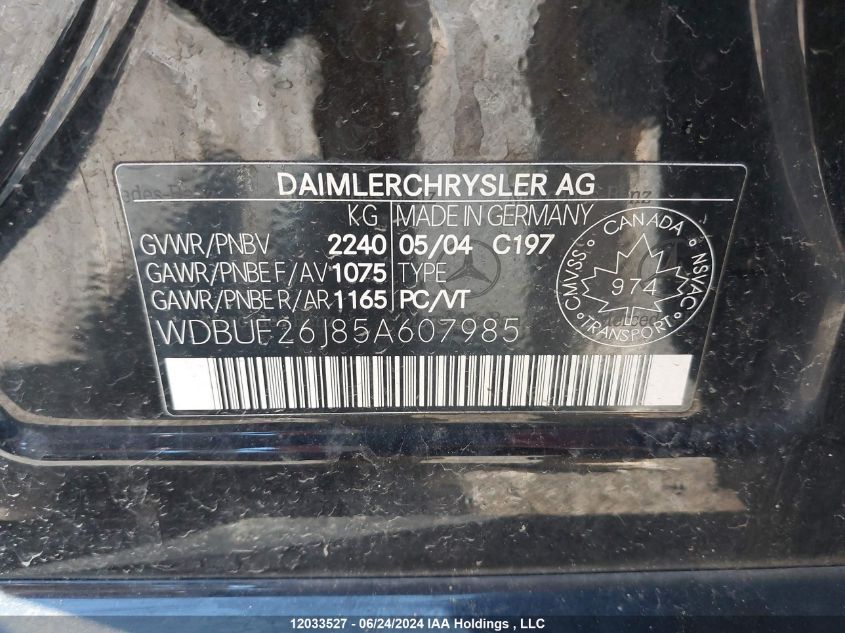 DAIMLERCHRYSLER AG
KG MADE IN GERMANY
GVWR/PNBV 2240 05/04 C197
GAWR/PNBE F/AV 1075 TYPE
GAWR/PNBE R/AR 1165 PC/VT
WDBUF26J85A607985
CANADA
CMVSS 974 NSVAC
TRANSPORT
12033527 - 06/24/2024 IAA Holdings , LLC